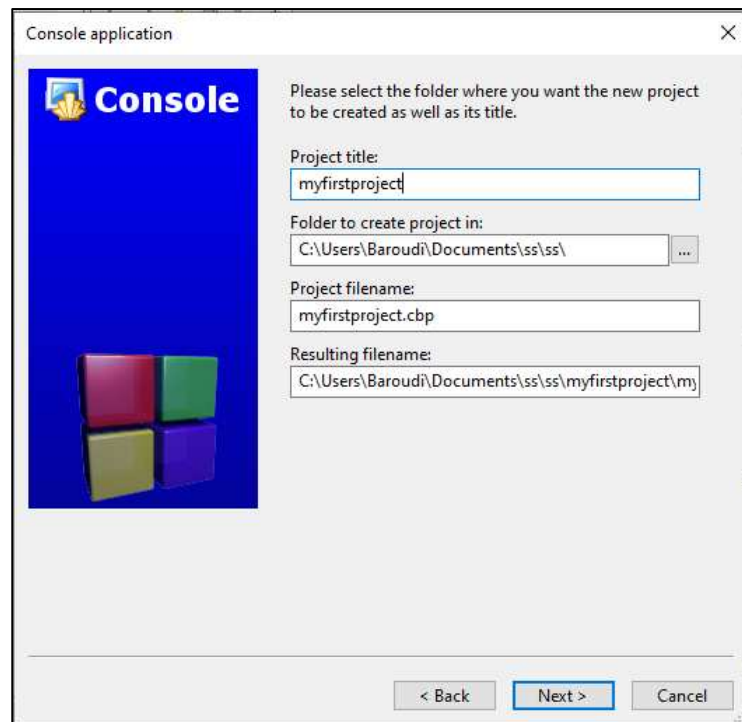 Console application
Console
Please select the folder where you want the new project
to be created as well as its title.
Project title:
myfirstproject
Folder to create project in:
C:\Users\Baroudi\Documents\ss\ss\
...
Project filename:
myfirstproject.cbp
Resulting filename:
C:\Users\Baroudi\Documents\ss\ss\myfirstproject\my
< Back
Next >
Cancel